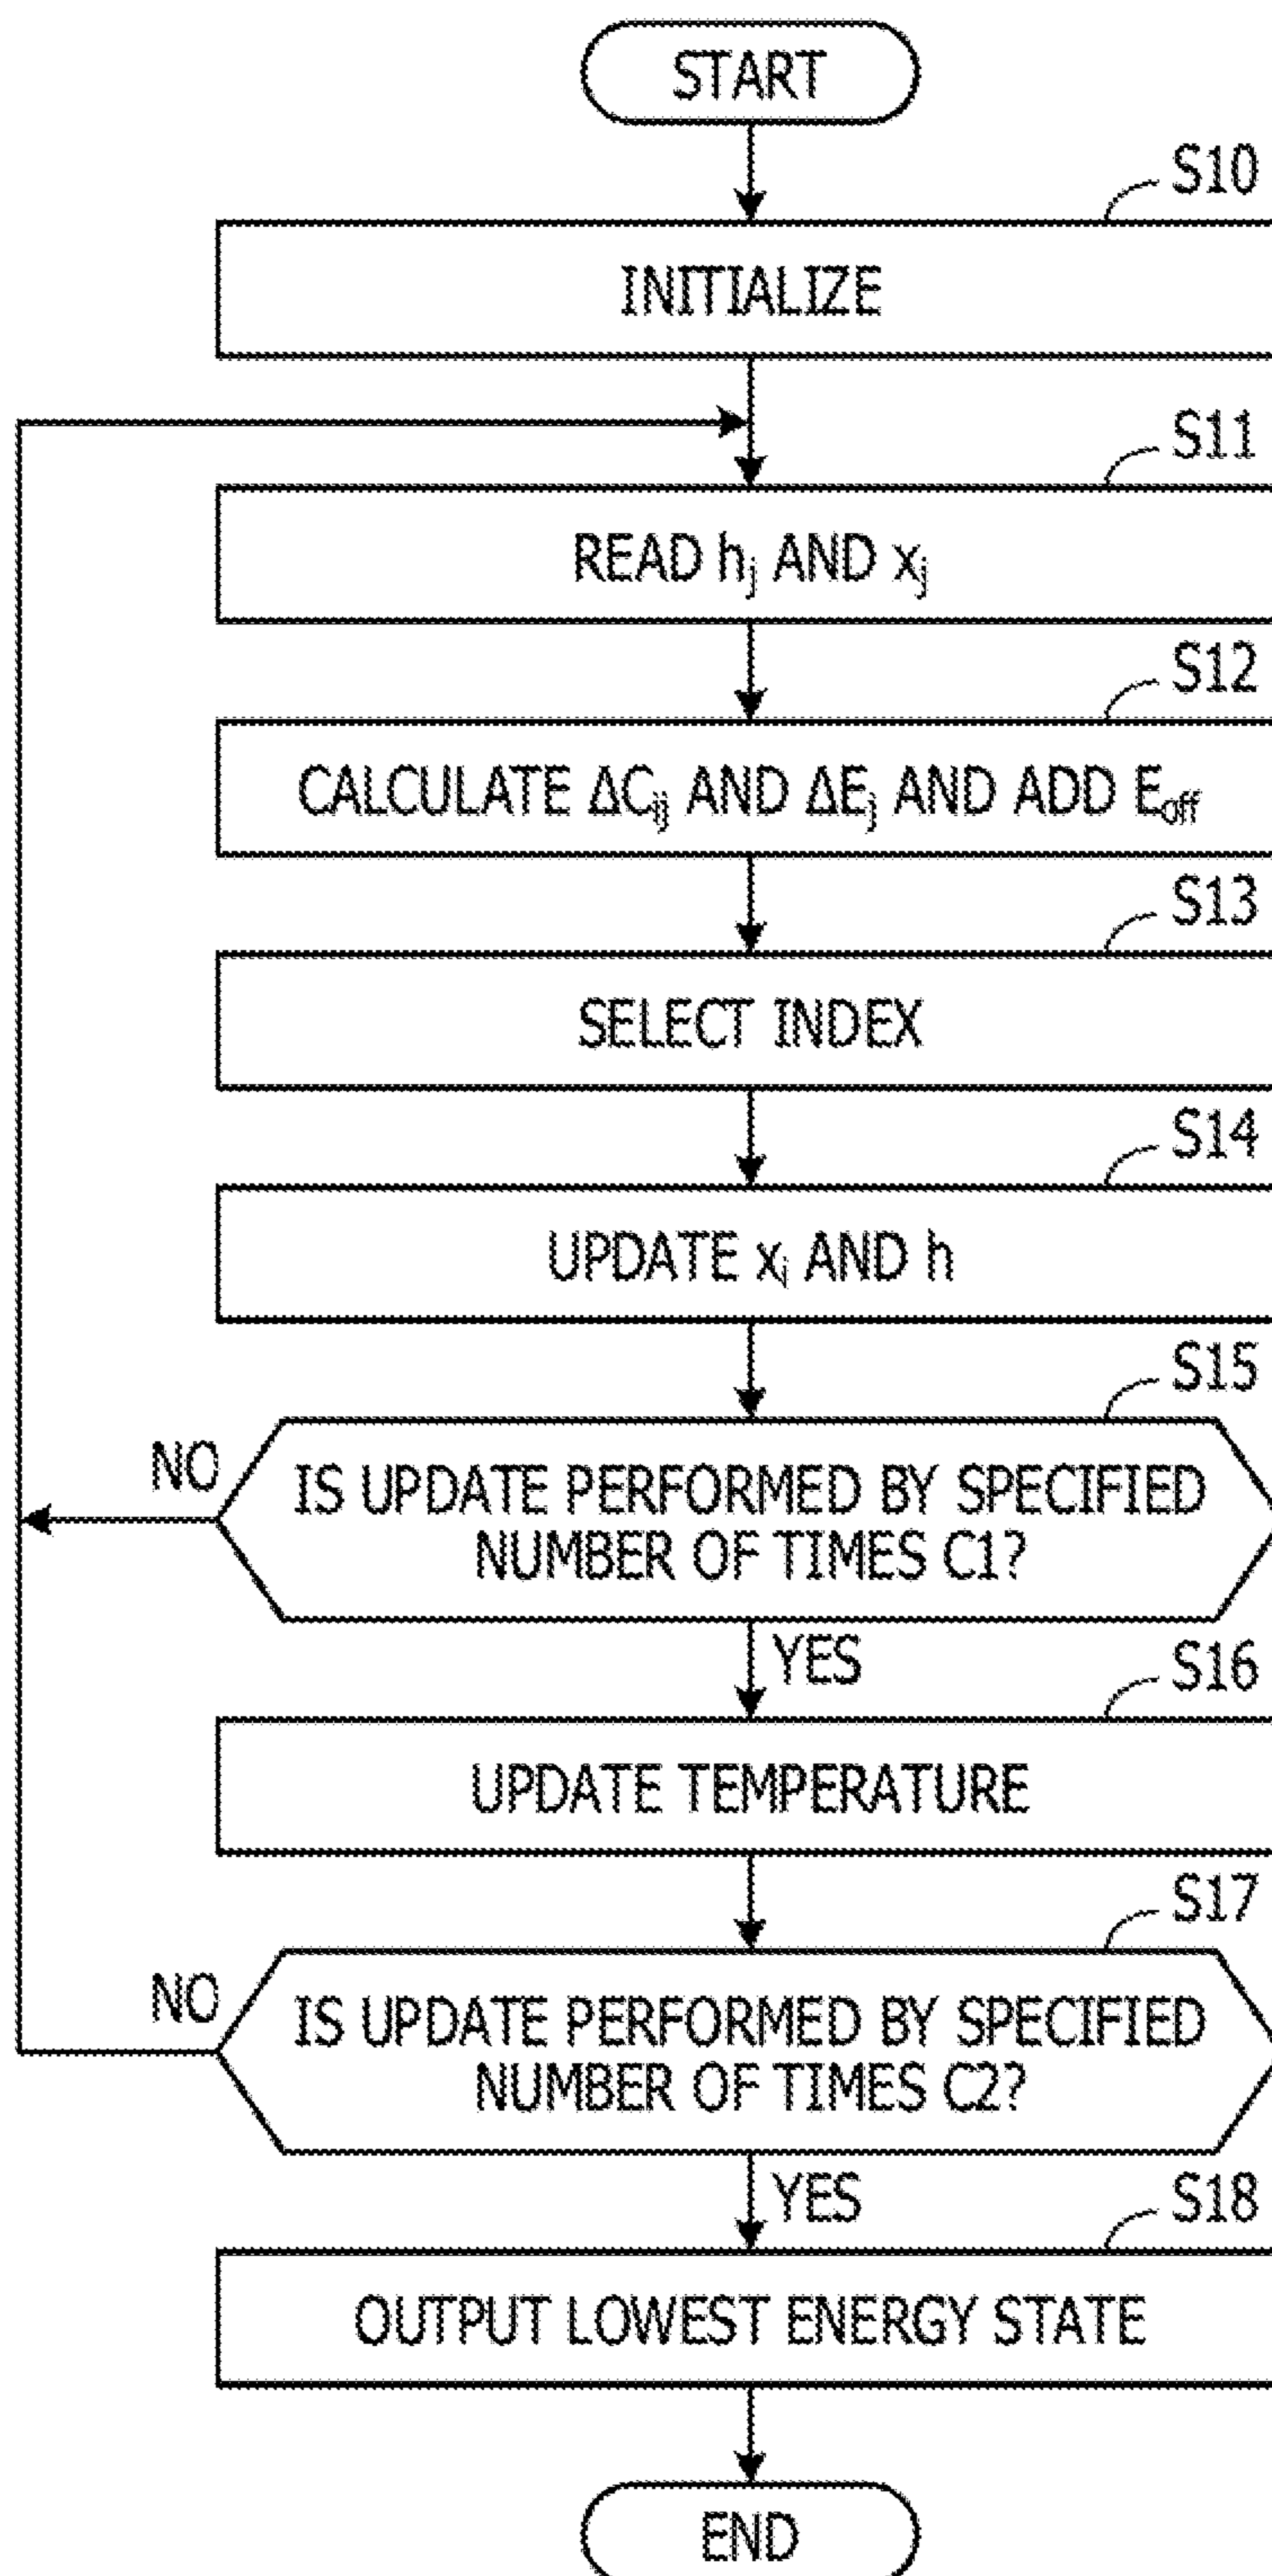 START
S10
INITIALIZE
S11
READ hj AND xj
S12
CALCULATE ΔCij AND ΔEj AND ADD Eoff
S13
SELECT INDEX
S14
UPDATE xj AND h
S15
NO
IS UPDATE PERFORMED BY SPECIFIED
NUMBER OF TIMES C1?
YES
S16
UPDATE TEMPERATURE
S17
NO
IS UPDATE PERFORMED BY SPECIFIED
NUMBER OF TIMES C2?
YES
S18
OUTPUT LOWEST ENERGY STATE
END